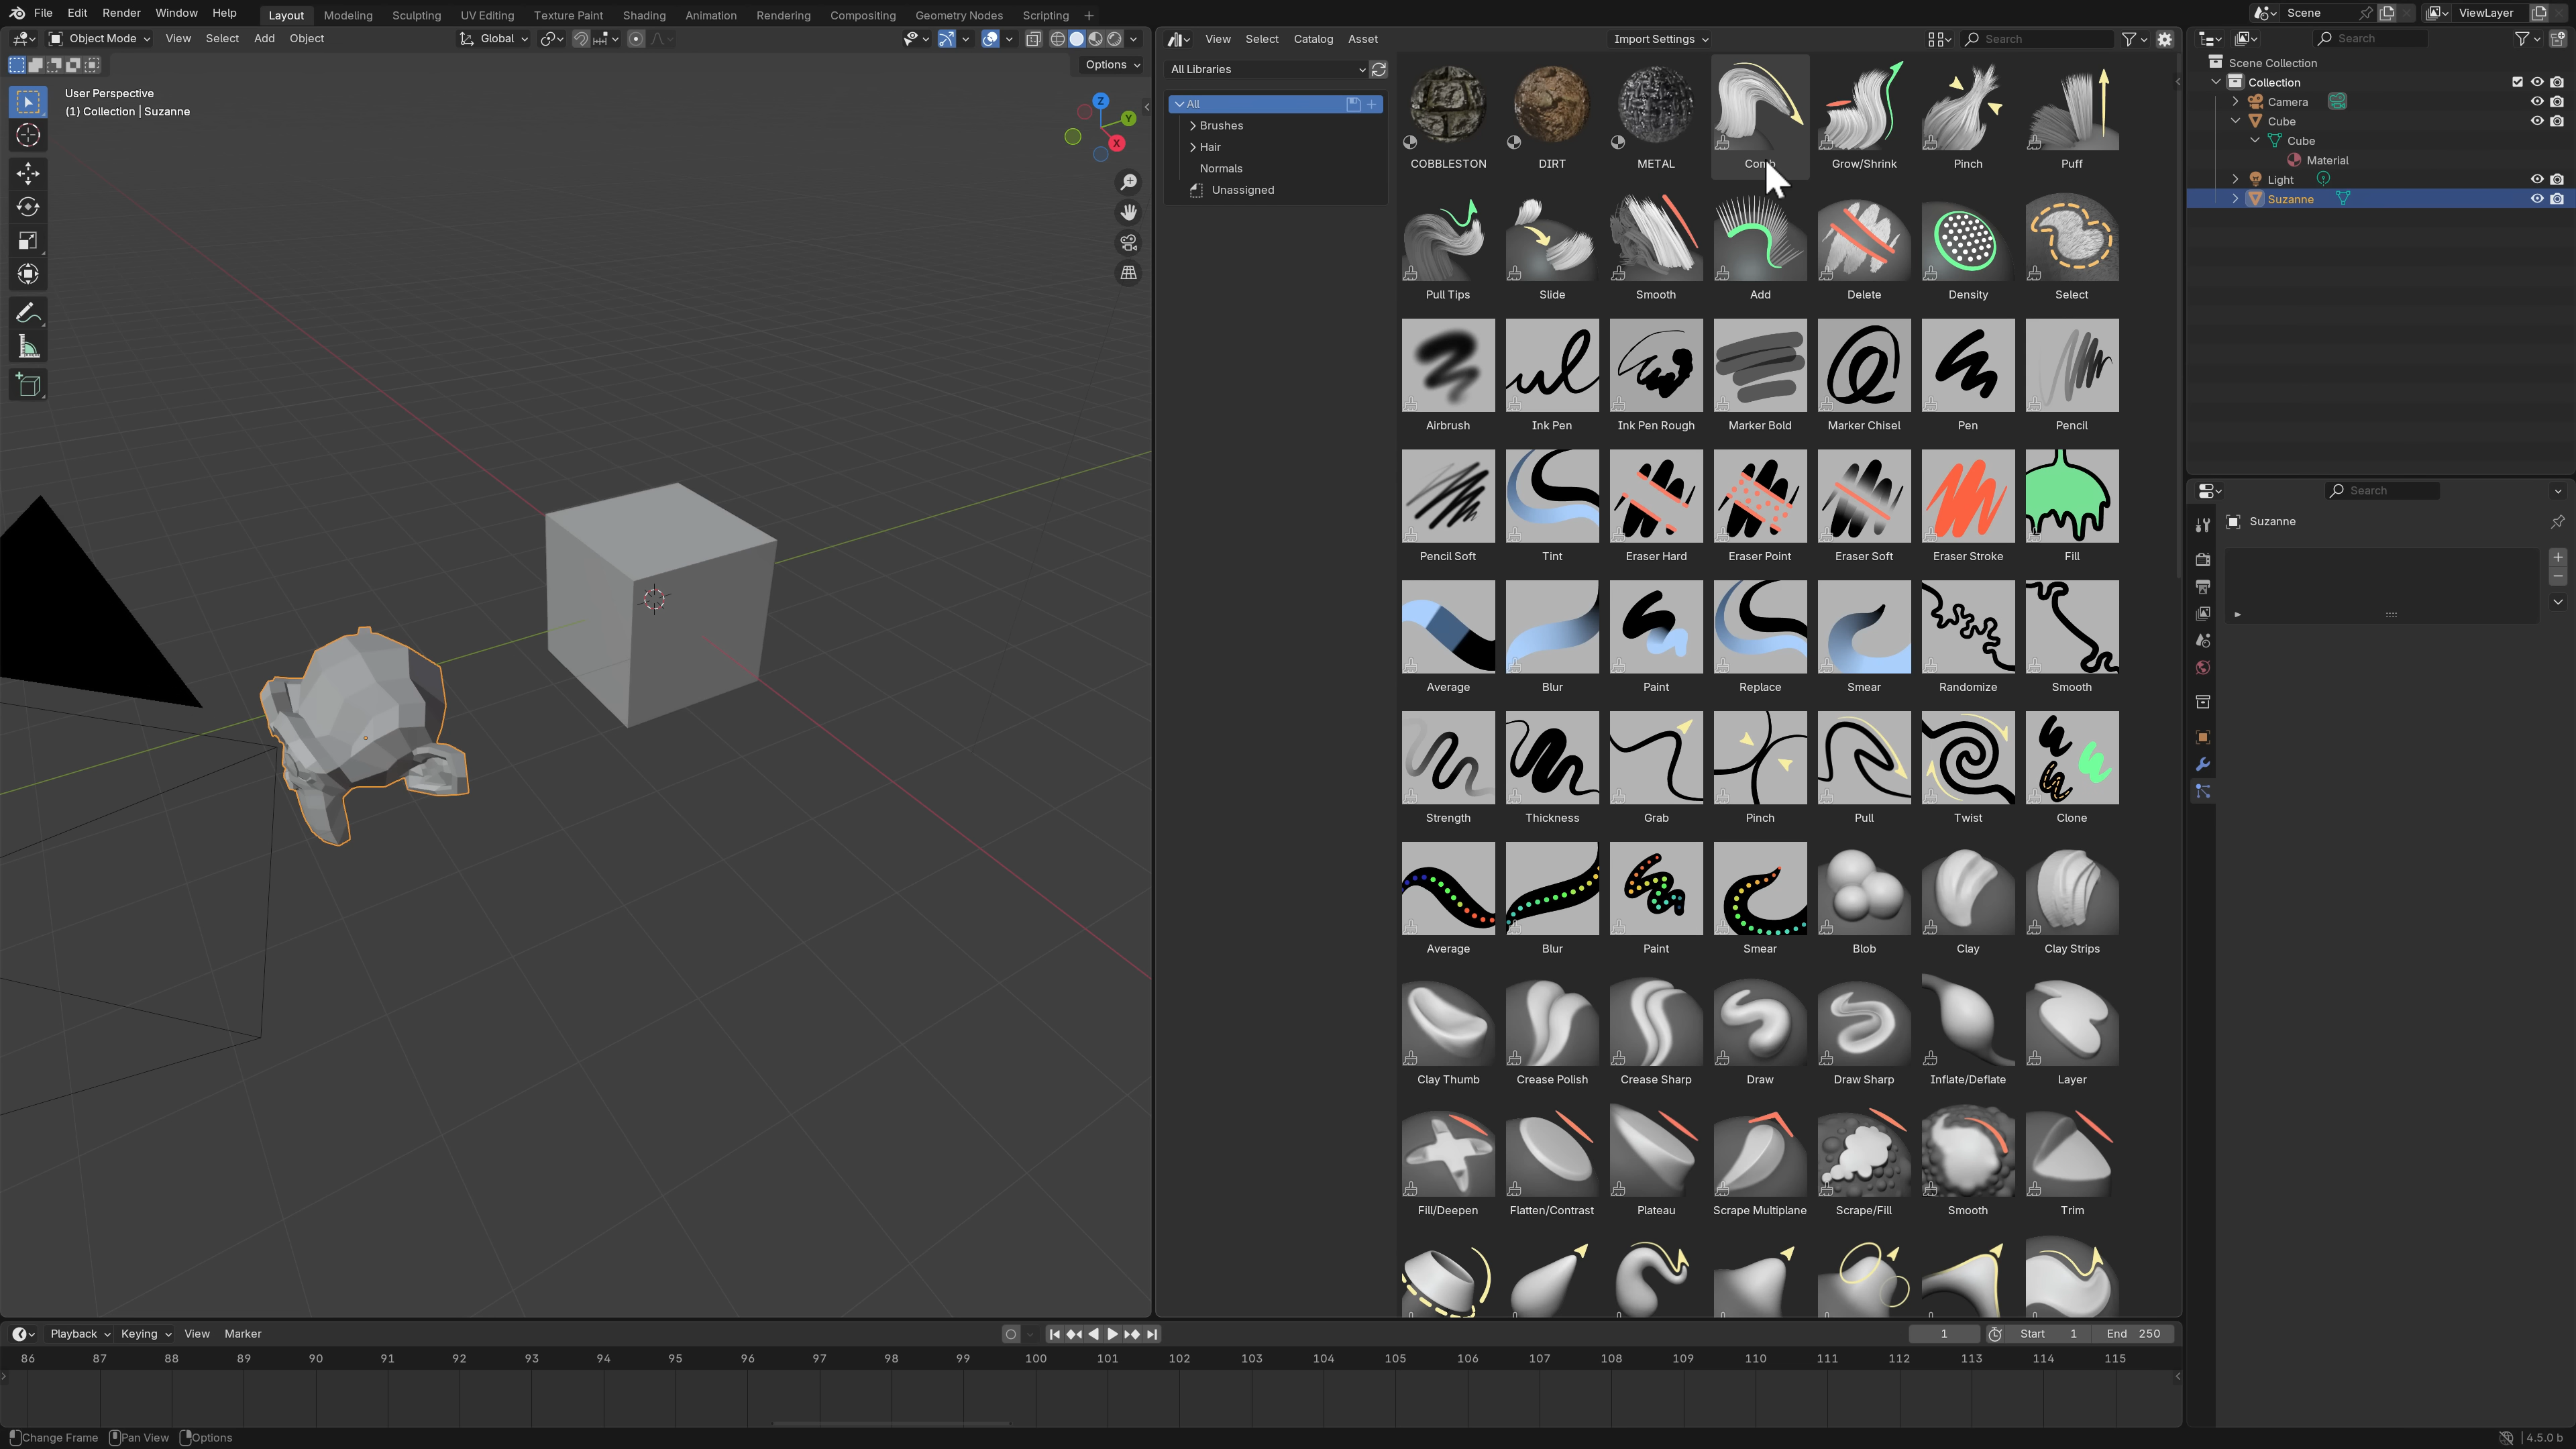 File Edit Render Window Help Layout Modeling Sculpting UV Editing Texture Paint Shading Animation Rendering Compositing Geometry Nodes Scripting Scene ViewLayer
Object Mode View Select Add Object Global
Options
User Perspective
(1) Collection | Suzanne
Z
Y
X
View Select Catalog Asset Import Settings Search
All Libraries
All
Brushes
Hair
Normals
Unassigned
COBBLESTON DIRT METAL Comb Grow/Shrink Pinch Puff
Pull Tips Slide Smooth Add Delete Density Select
Airbrush Ink Pen Ink Pen Rough Marker Bold Marker Chisel Pen Pencil
Pencil Soft Tint Eraser Hard Eraser Point Eraser Soft Eraser Stroke Fill
Average Blur Paint Replace Smear Randomize Smooth
Strength Thickness Grab Pinch Pull Twist Clone
Average Blur Paint Smear Blob Clay Clay Strips
Clay Thumb Crease Polish Crease Sharp Draw Draw Sharp Inflate/Deflate Layer
Fill/Deepen Flatten/Contrast Plateau Scrape Multiplane Scrape/Fill Smooth Trim
Search
Scene Collection
Collection
Camera
Cube
Cube
Material
Light
Suzanne
Search
Suzanne
Playback Keying View Marker 1 Start 1 End 250
86 87 88 89 90 91 92 93 94 95 96 97 98 99 100 101 102 103 104 105 106 107 108 109 110 111 112 113 114 115
Change Frame Pan View Options 4.5.0 b